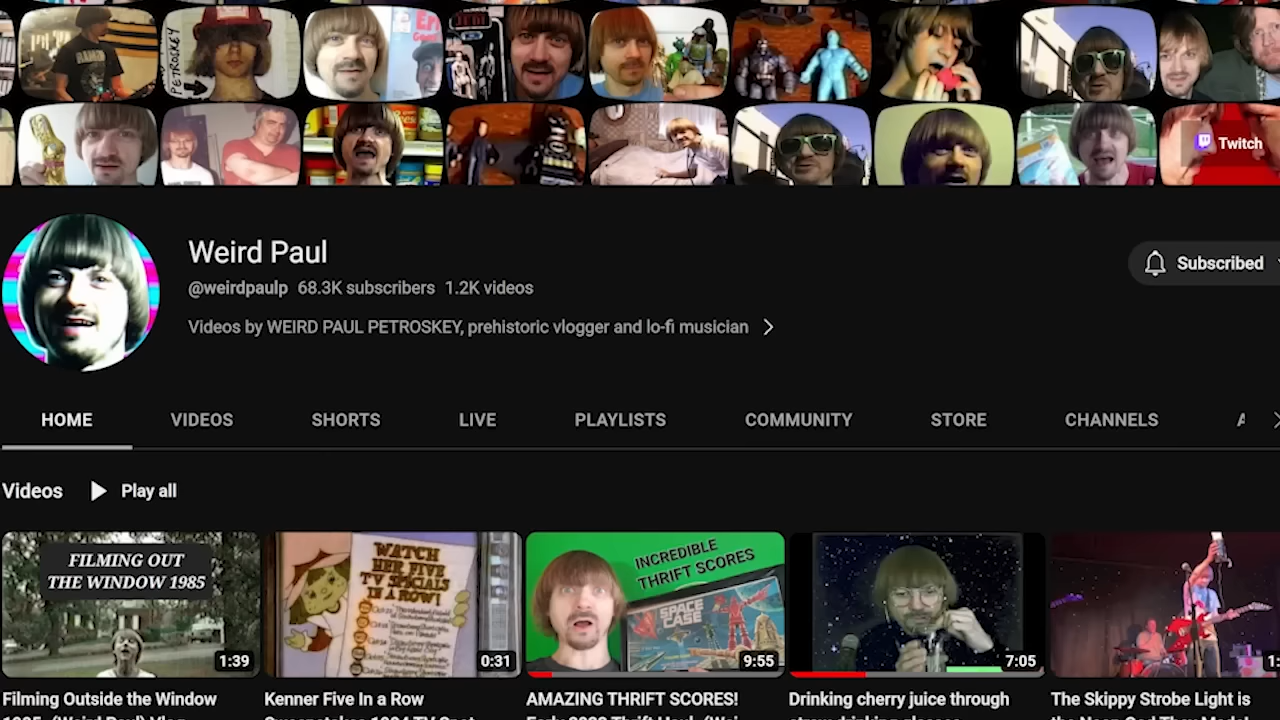 PETROSKEY
Twitch
Weird Paul
@weirdpaulp 68.3K subscribers 1.2K videos
Videos by WEIRD PAUL PETROSKEY, prehistoric vlogger and lo-fi musician
Subscribed
HOME VIDEOS SHORTS LIVE PLAYLISTS COMMUNITY STORE CHANNELS
Videos Play all
FILMING OUT
THE WINDOW 1985
1:39
WATCH
HER FIVE
TV SPECIALS
IN A ROW!
0:31
INCREDIBLE
THRIFT SCORES
SPACE
CASE
9:55
7:05
Filming Outside the Window
Kenner Five In a Row
AMAZING THRIFT SCORES!
Drinking cherry juice through
The Skippy Strobe Light is